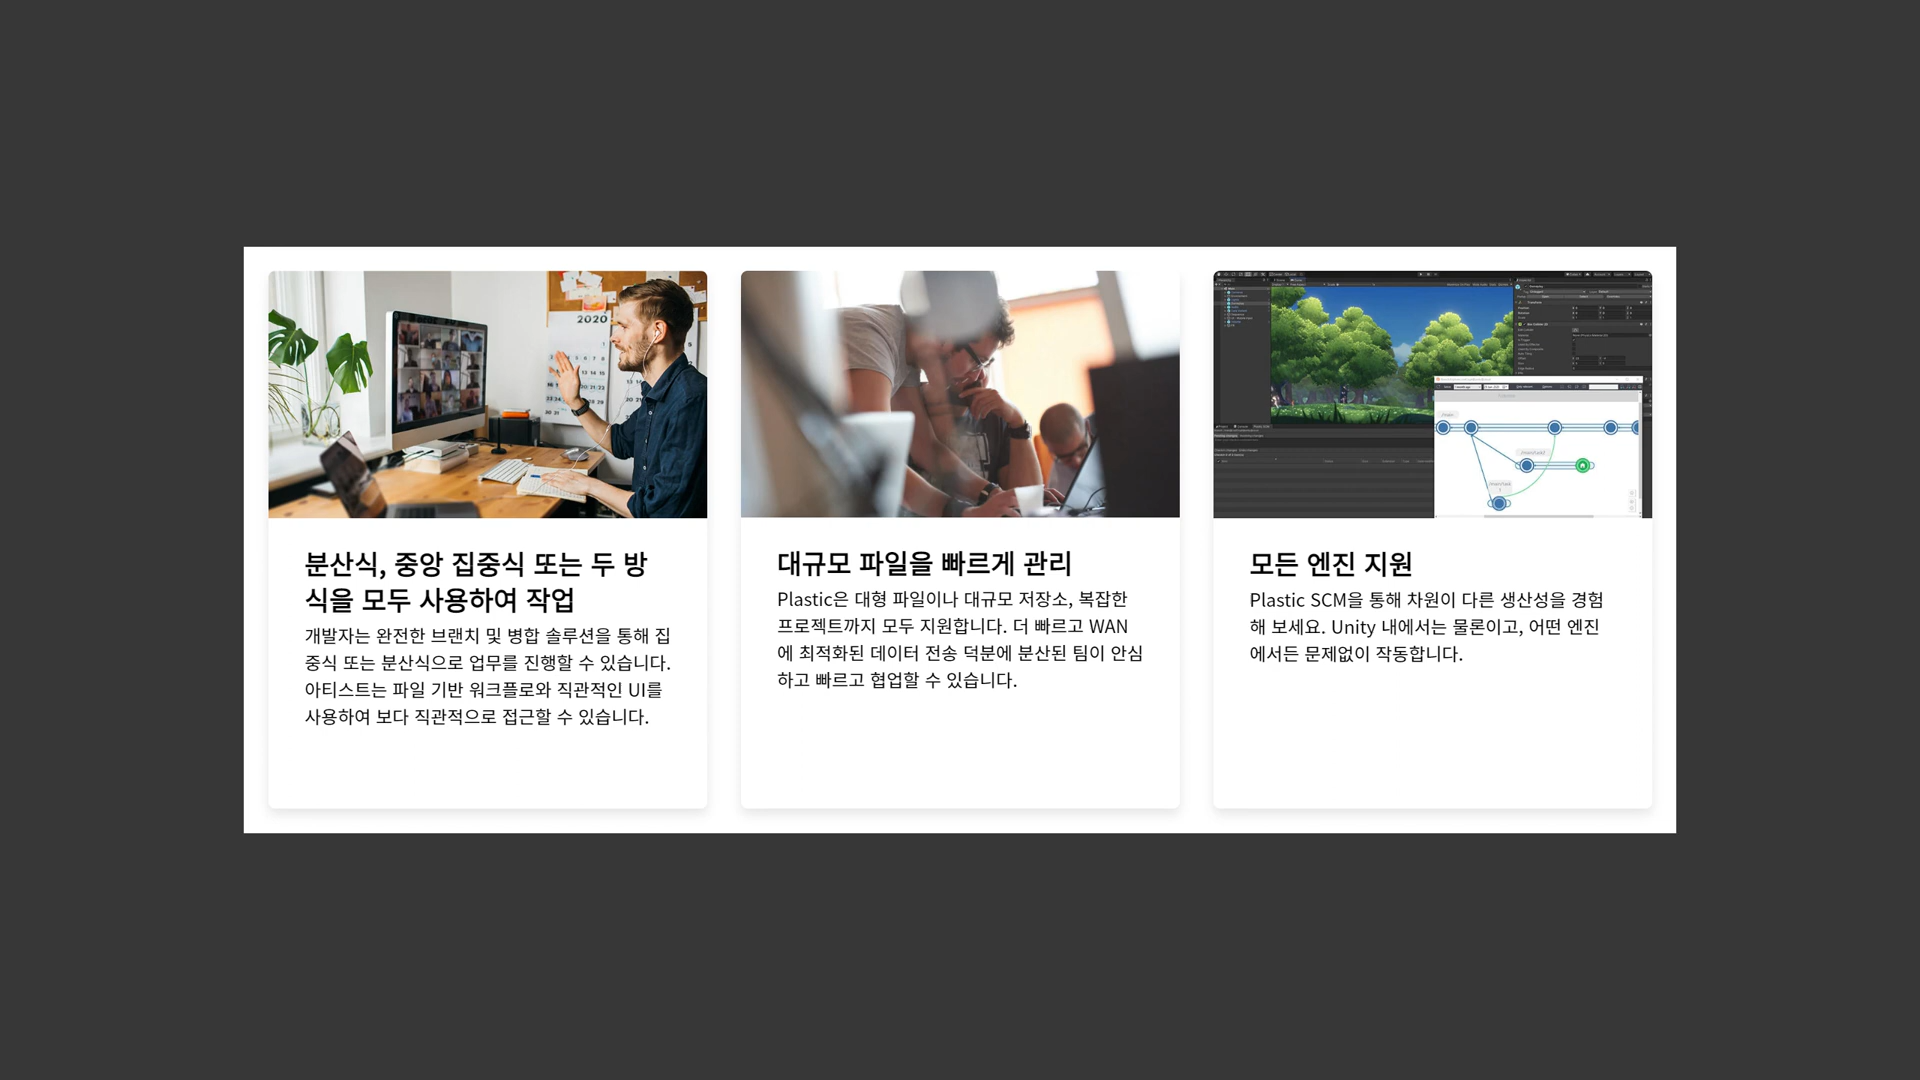 2020
분산식, 중앙 집중식 또는 두 방
식을 모두 사용하여 작업
개발자는 완전한 브랜치 및 병합 솔루션을 통해 집
중식 또는 분산식으로 업무를 진행할 수 있습니다.
아티스트는 파일 기반 워크플로와 직관적인 UI를
사용하여 보다 직관적으로 접근할 수 있습니다.
대규모 파일을 빠르게 관리
Plastic은 대형 파일이나 대규모 저장소, 복잡한
프로젝트까지 모두 지원합니다. 더 빠르고 WAN
에 최적화된 데이터 전송 덕분에 분산된 팀이 안심
하고 빠르고 협업할 수 있습니다.
모든 엔진 지원
Plastic SCM을 통해 차원이 다른 생산성을 경험
해 보세요. Unity 내에서는 물론이고, 어떤 엔진
에서든 문제없이 작동합니다.